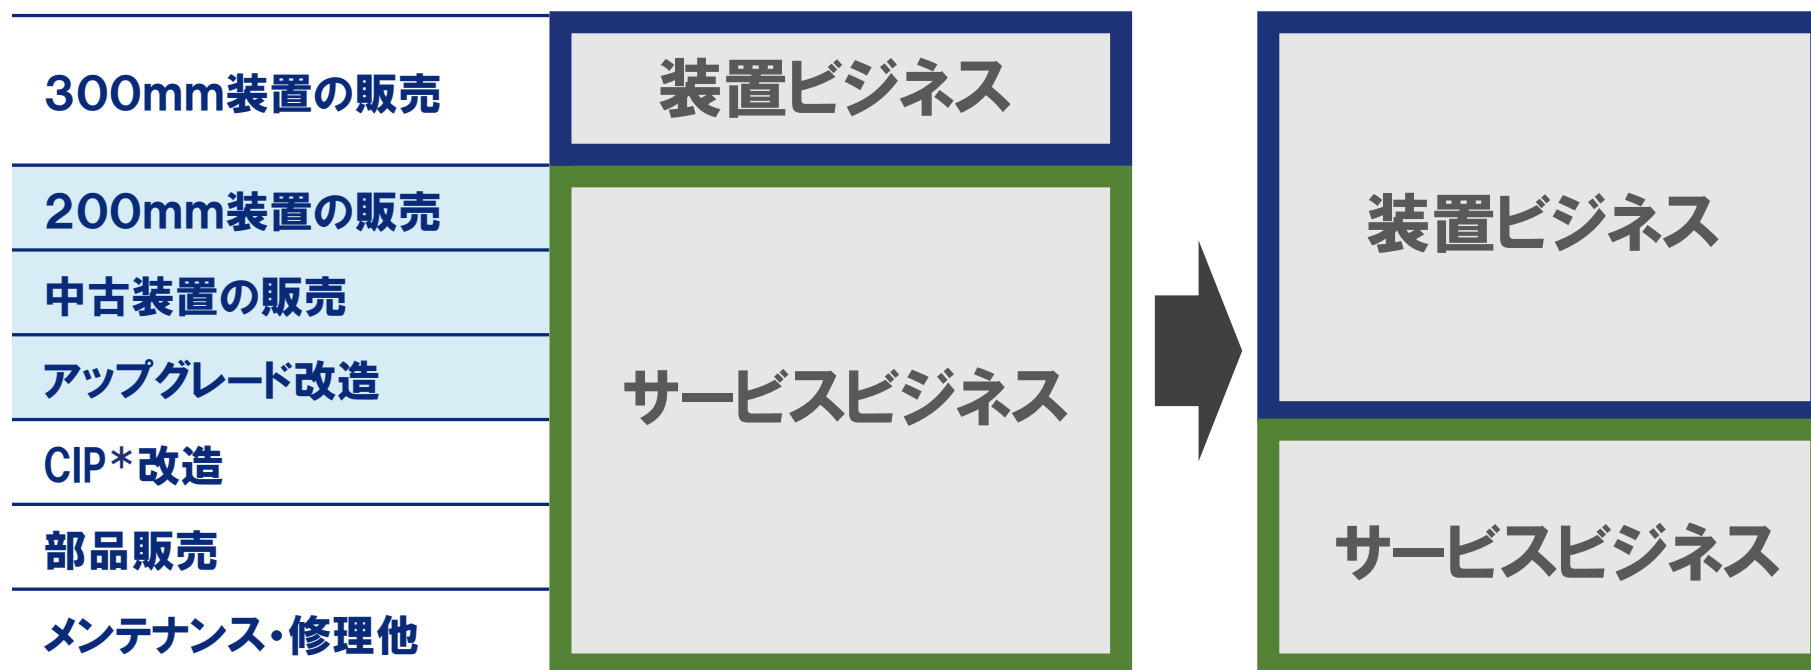 300mm装置の販売
200mm装置の販売
中古装置の販売
アップグレード改造
CIP*改造
部品販売
メンテナンス・修理他
装置ビジネス
サービスビジネス
装置ビジネス
サービスビジネス